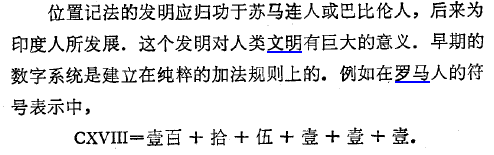 位置记法的发明应归功于苏马连人或巴比伦人，后来为
印度人所发展．这个发明对人类文明有巨大的意义．早期的
数字系统是建立在纯粹的加法规则上的．例如在罗马人的符
号表示中，
CXVIII=壹百＋拾＋伍＋壹＋壹＋壹．